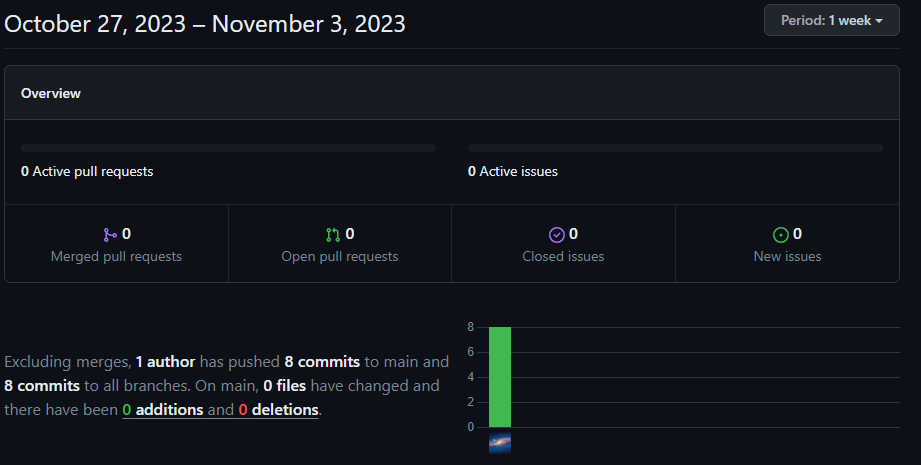 October 27, 2023 – November 3, 2023
Period: 1 week
Overview
0 Active pull requests
0 Active issues
0
Merged pull requests
0
Open pull requests
0
Closed issues
0
New issues
Excluding merges, 1 author has pushed 8 commits to main and
8 commits to all branches. On main, 0 files have changed and
there have been 0 additions and 0 deletions.
8
6
4
2
0